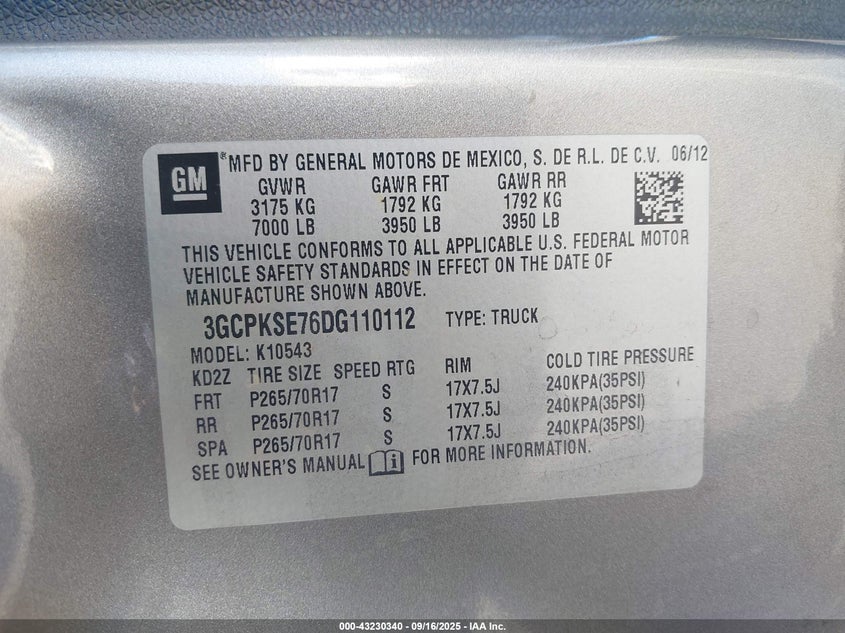 GM
® MFD BY GENERAL MOTORS DE MEXICO, S. DE R.L. DE C.V. 06/12
GVWR GAWR FRT GAWR RR
3175 KG 1792 KG 1792 KG
7000 LB 3950 LB 3950 LB
THIS VEHICLE CONFORMS TO ALL APPLICABLE U.S. FEDERAL MOTOR
VEHICLE SAFETY STANDARDS IN EFFECT ON THE DATE OF
MANUFACTURE SHOWN ABOVE.
3GCPKSE76DG110112 TYPE: TRUCK
MODEL: K10543
KD2Z TIRE SIZE SPEED RTG RIM COLD TIRE PRESSURE
FRT P265/70R17 S 17X7.5J 240KPA(35PSI)
RR P265/70R17 S 17X7.5J 240KPA(35PSI)
SPA P265/70R17 S 17X7.5J 240KPA(35PSI)
SEE OWNER'S MANUAL i FOR MORE INFORMATION.
000-43230340 - 09/16/2025 - IAA Inc.